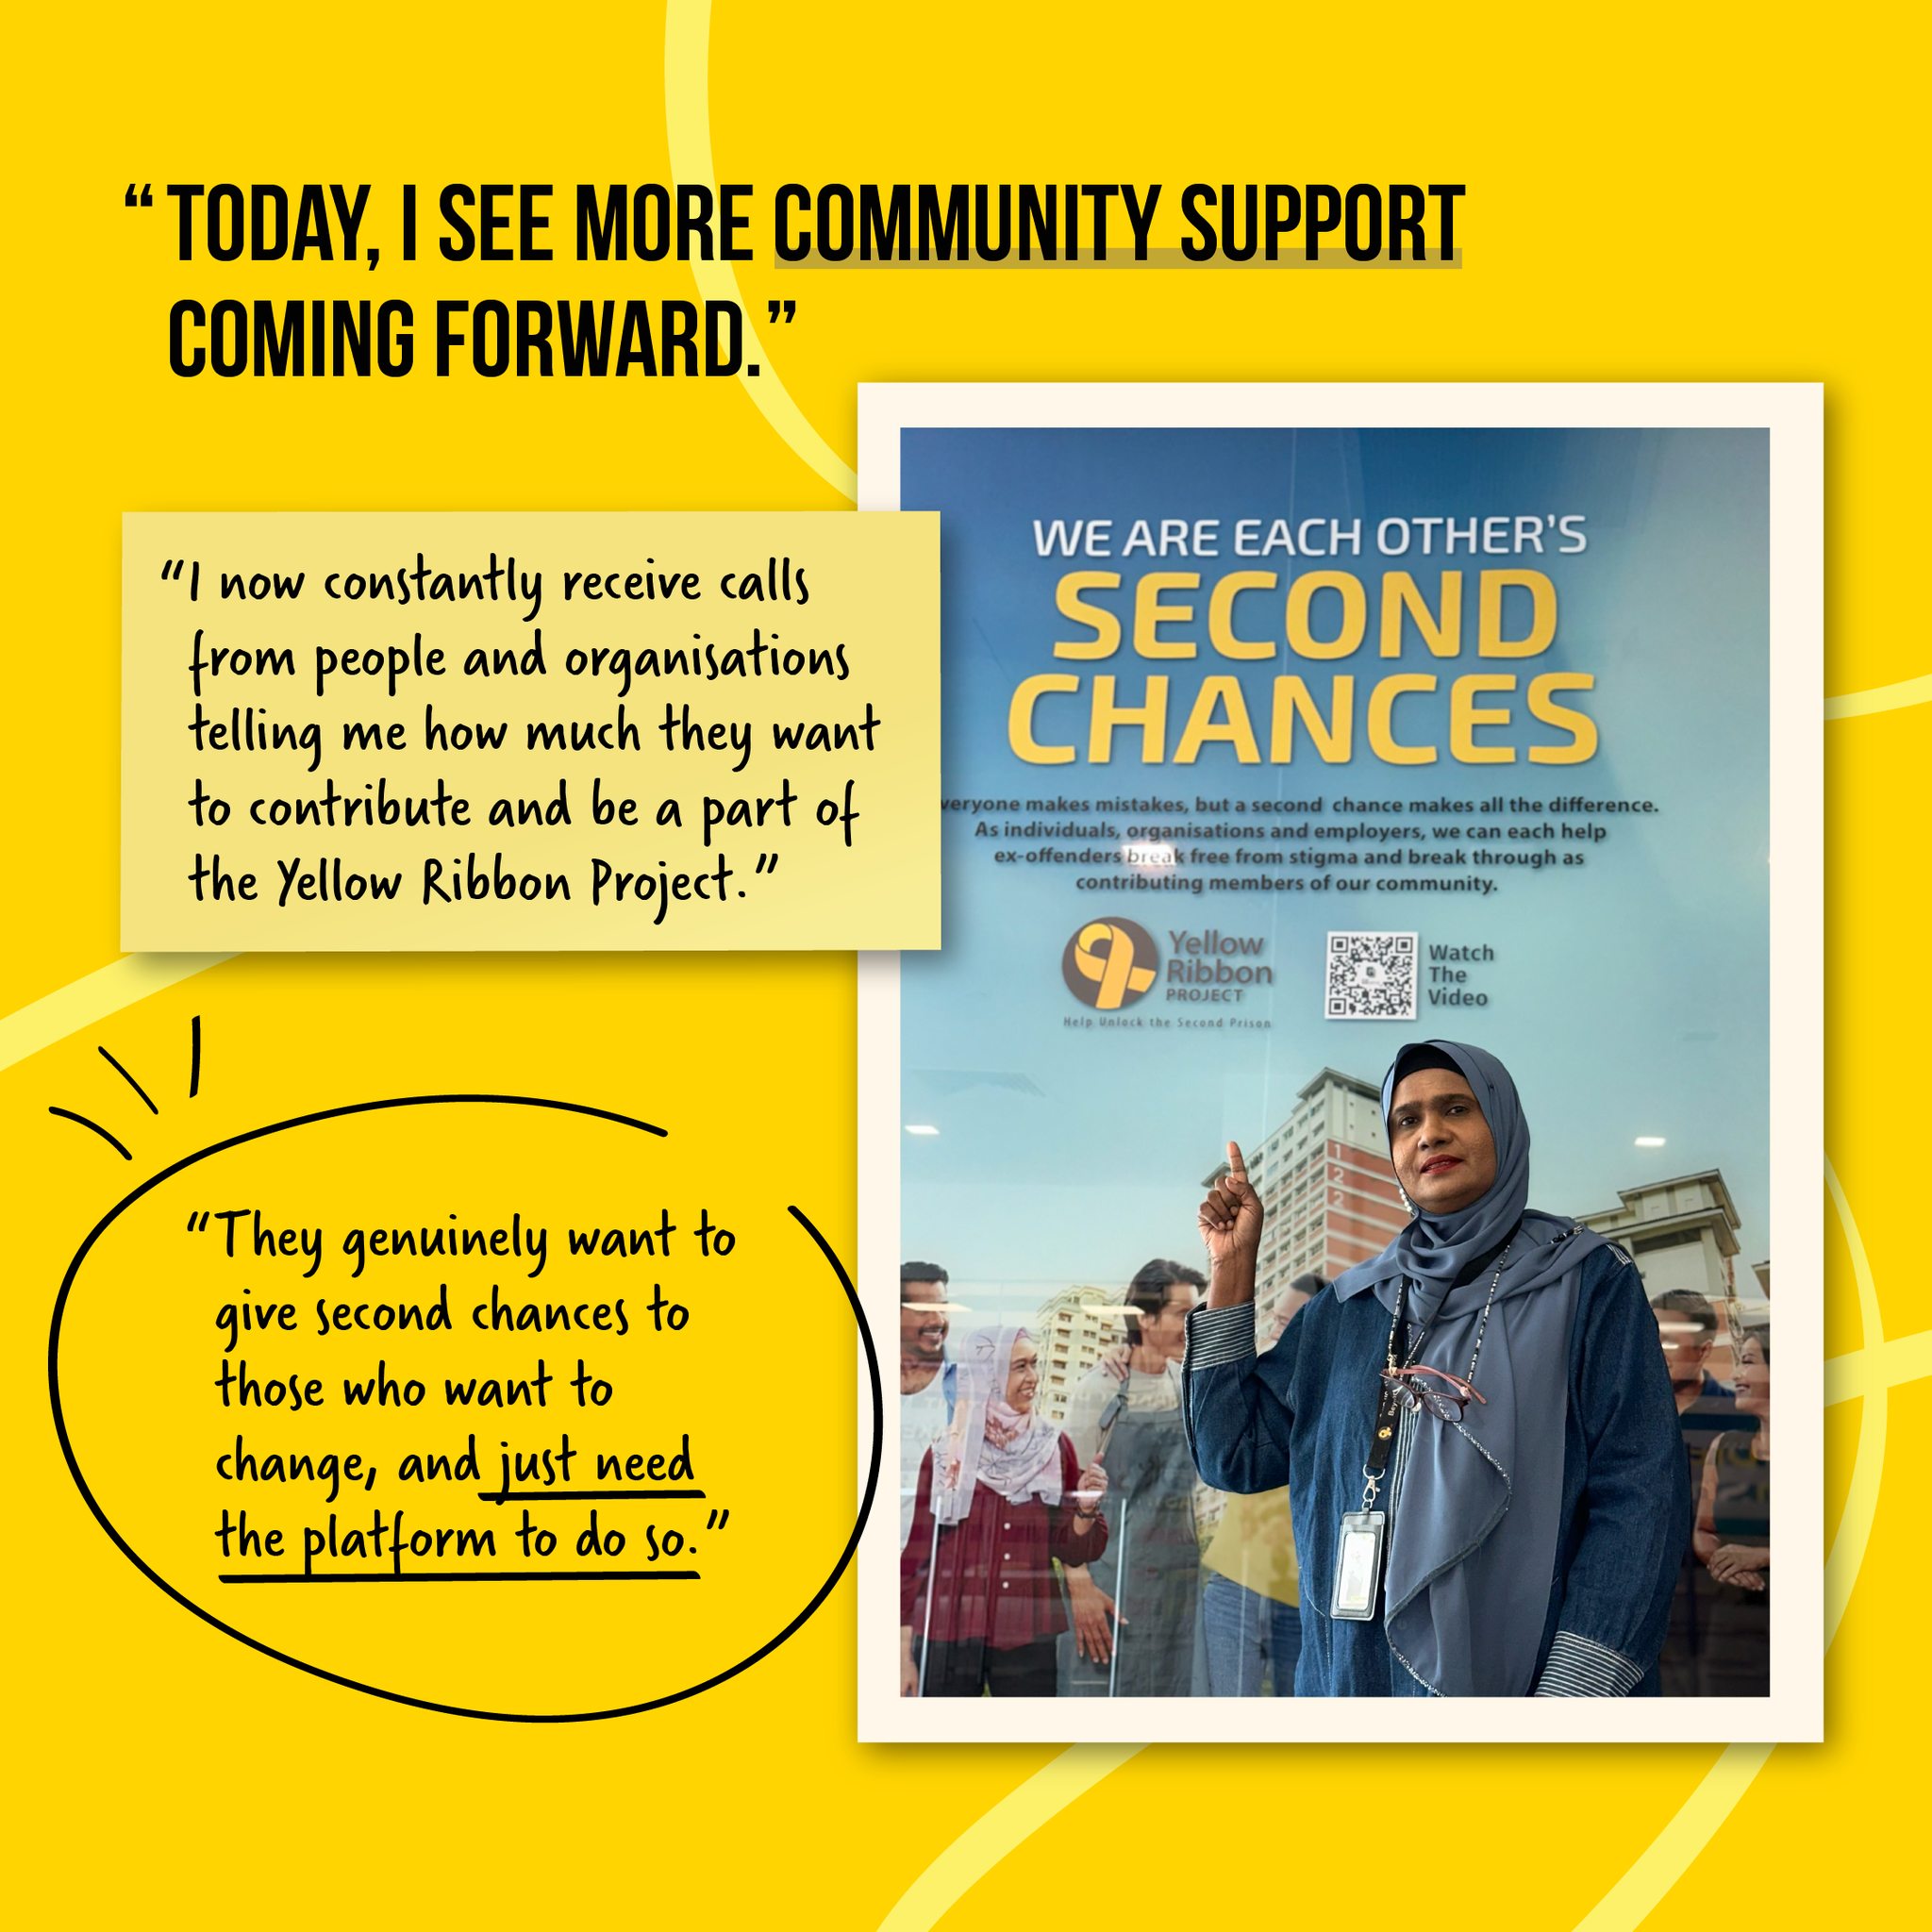 “TODAY, I SEE MORE COMMUNITY SUPPORT
COMING FORWARD.”
“I now constantly receive calls
from people and organisations
telling me how much they want
to contribute and be a part of
the Yellow Ribbon Project.”
“They genuinely want to
give second chances to
those who want to
change, and just need
the platform to do so.”
WE ARE EACH OTHER’S
SECOND
CHANCES
veryone makes mistakes, but a second chance makes all the difference.
As individuals, organisations and employers, we can each help
ex-offenders break free from stigma and break through as
contributing members of our community.
Yellow
Ribbon
PROJECT
Help Unlock the Second Prison
Watch
The
Video
1
2
2